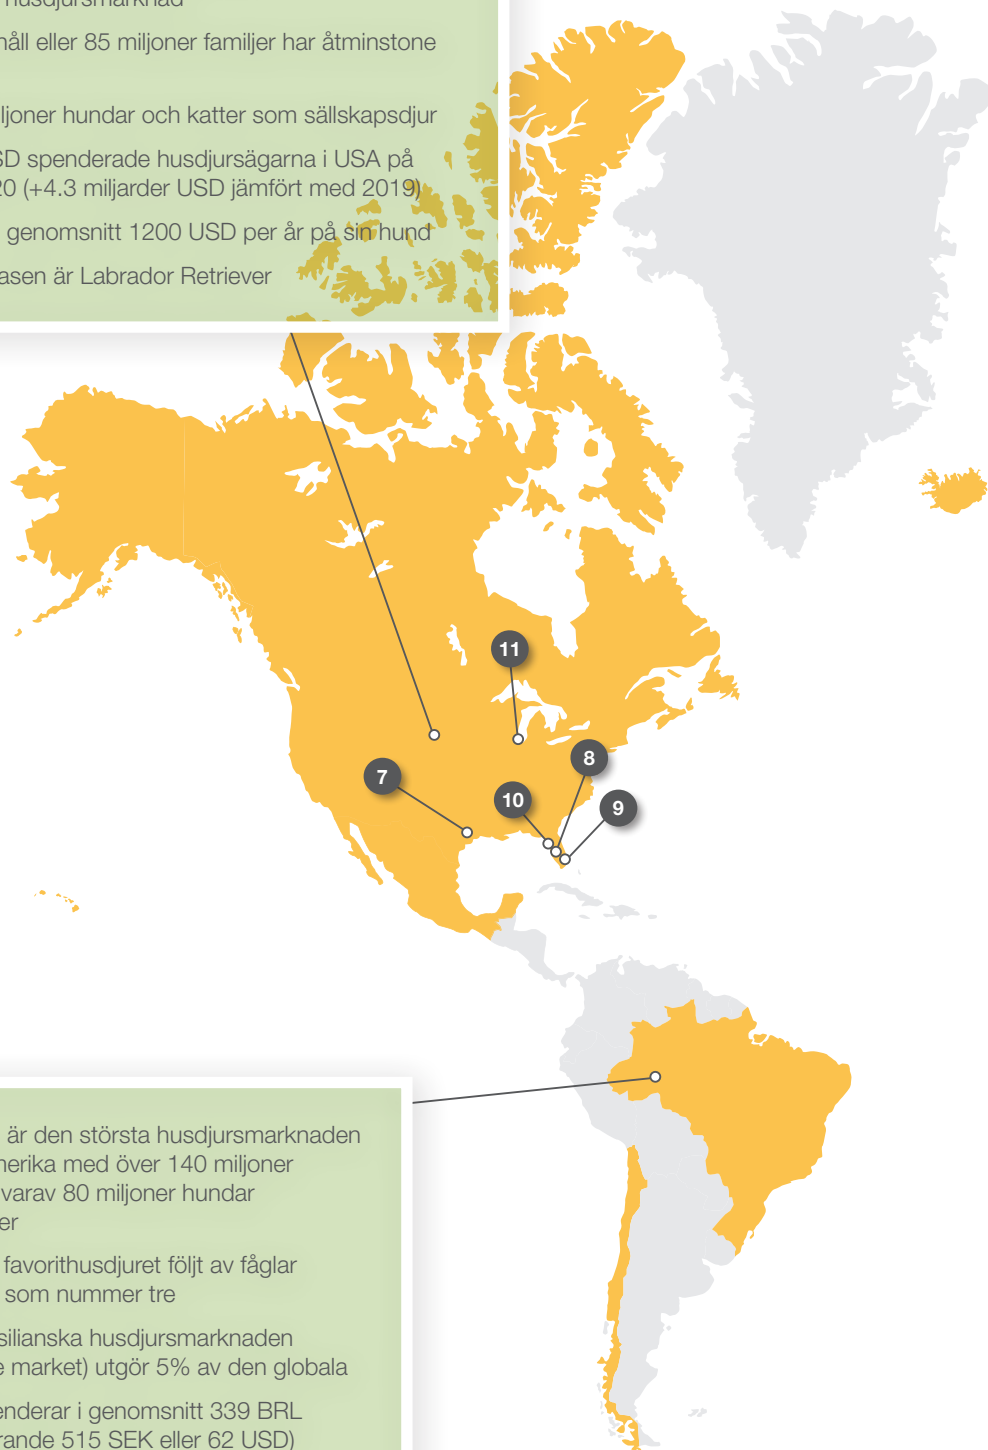 husdjursmarknad
håll eller 85 miljoner familjer har åtminstone
ljoner hundar och katter som sällskapsdjur
SD spenderade husdjursägarna i USA på
20 (+4.3 miljarder USD jämfört med 2019)
genomsnitt 1200 USD per år på sin hund
asen är Labrador Retriever
11
8
7
10
9
är den största husdjursmarknaden
merika med över 140 miljoner
varav 80 miljoner hundar
er
favorithusdjuret följt av fåglar
som nummer tre
silianska husdjursmarknaden
e market) utgör 5% av den globala
enderar i genomsnitt 339 BRL
rande 515 SEK eller 62 USD)